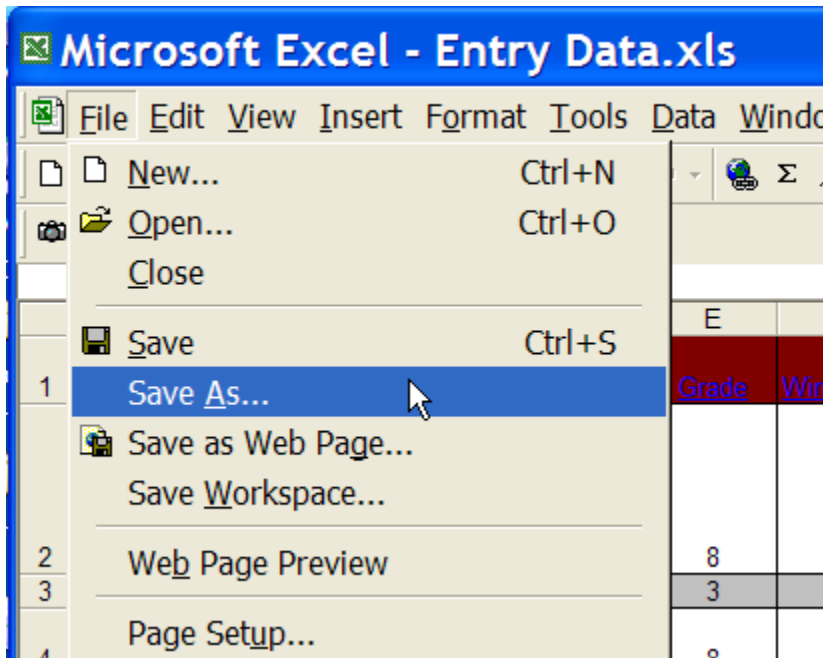 Microsoft Excel - Entry Data.xls
File Edit View Insert Format Tools Data
New... Ctrl+N Σ
Open... Ctrl+O
Close
E
Save Ctrl+S
1 Save As... Grade
Save as Web Page...
Save Workspace...
2 Web Page Preview 8
3 3
Page Setup...